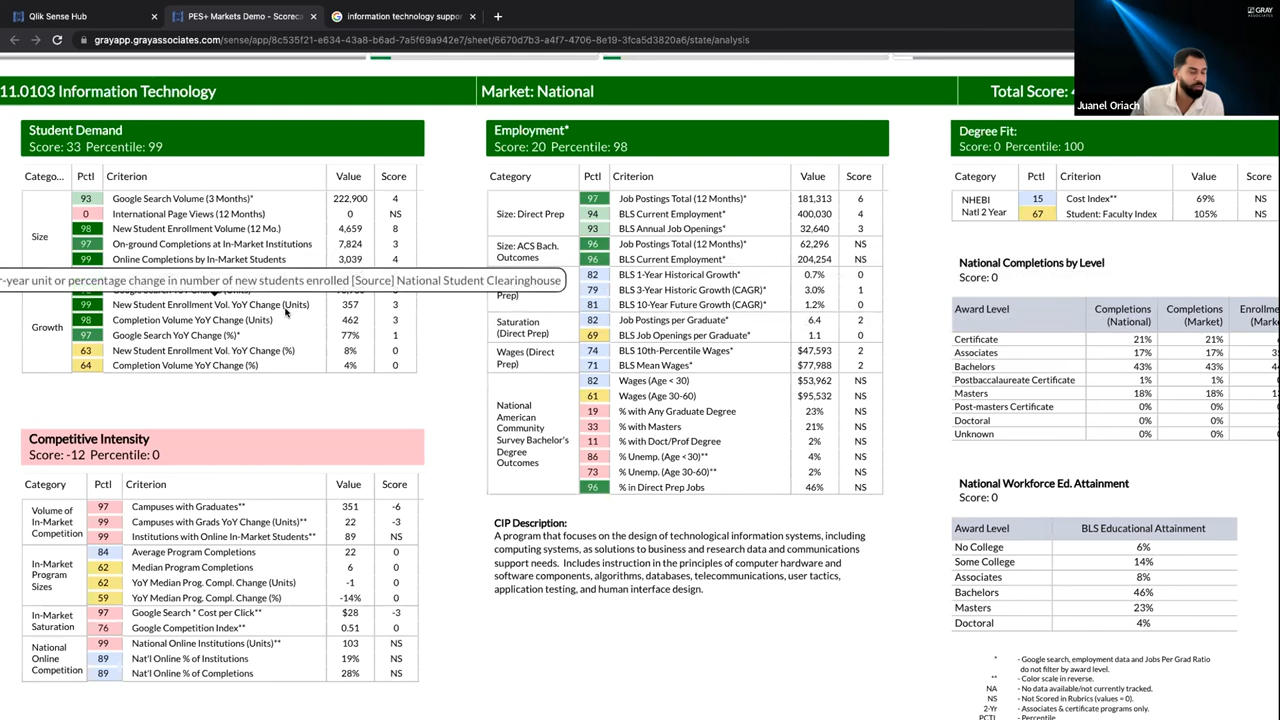 Qlik Sense Hub
PES+ Markets Demo - Scoreca
information technology suppor
grayapp.grayassociates.com/sense/app/8c535f21-e634-43a8-b6ad-7a5f69a942e7/sheet/6670d7b3-a4f7-4706-8e19-3fca5d3820a6/state/analysis
GRAY
Juanel Oriach
11.0103 Information Technology
Market: National
Total Score:
Student Demand
Score: 33 Percentile: 99
Catego... Pctl Criterion Value Score
Size
93 Google Search Volume (3 Months)* 222,900 4
0 International Page Views (12 Months) 0 NS
98 New Student Enrollment Volume (12 Mo.) 4,659 8
97 On-ground Completions at In-Market Institutions 7,824 3
99 Online Completions by In-Market Students 3,039 4
r-year unit or percentage change in number of new students enrolled [Source] National Student Clearinghouse
Growth
99 New Student Enrollment Vol. YoY Change (Units) 357 3
98 Completion Volume YoY Change (Units) 462 3
97 Google Search YoY Change (%)* 77% 1
63 New Student Enrollment Vol. YoY Change (%) 8% 0
64 Completion Volume YoY Change (%) 4% 0
Competitive Intensity
Score: -12 Percentile: 0
Category Pctl Criterion Value Score
Volume of In-Market Competition
97 Campuses with Graduates** 351 -6
99 Campuses with Grads YoY Change (Units)** 22 -3
99 Institutions with Online In-Market Students** 89 NS
In-Market Program Sizes
84 Average Program Completions 22 0
62 Median Program Completions 6 0
62 YoY Median Prog. Compl. Change (Units) -1 0
59 YoY Median Prog. Compl. Change (%) -14% 0
In-Market Saturation
97 Google Search * Cost per Click** $28 -3
76 Google Competition Index** 0.51 0
National Online Competition
99 National Online Institutions (Units)** 103 NS
89 Nat'l Online % of Institutions 19% NS
89 Nat'l Online % of Completions 28% NS
Employment*
Score: 20 Percentile: 98
Category Pctl Criterion Value Score
Size: Direct Prep
97 Job Postings Total (12 Months)* 181,313 6
94 BLS Current Employment* 400,030 4
93 BLS Annual Job Openings* 32,640 3
Size: ACS Bach. Outcomes
96 Job Postings Total (12 Months)* 62,296 NS
96 BLS Current Employment* 204,254 NS
Prep)
82 BLS 1-Year Historical Growth* 0.7% 0
79 BLS 3-Year Historic Growth (CAGR)* 3.0% 1
81 BLS 10-Year Future Growth (CAGR)* 1.2% 0
Saturation (Direct Prep)
82 Job Postings per Graduate* 6.4 2
69 BLS Job Openings per Graduate* 1.1 0
Wages (Direct Prep)
74 BLS 10th-Percentile Wages* $47,593 2
71 BLS Mean Wages* $77,988 2
National American Community Survey Bachelor's Degree Outcomes
82 Wages (Age < 30) $53,962 NS
61 Wages (Age 30-60) $95,532 NS
19 % with Any Graduate Degree 23% NS
33 % with Masters 21% NS
11 % with Doct/Prof Degree 2% NS
86 % Unemp. (Age <30)** 4% NS
73 % Unemp. (Age 30-60)** 2% NS
96 % in Direct Prep Jobs 46% NS
CIP Description:
A program that focuses on the design of technological information systems, including
computing systems, as solutions to business and research data and communications
support needs. Includes instruction in the principles of computer hardware and
software components, algorithms, databases, telecommunications, user tactics,
application testing, and human interface design.
Degree Fit:
Score: 0 Percentile: 100
Category Pctl Criterion Value Score
NHEBI Natl 2 Year
15 Cost Index** 69% NS
67 Student: Faculty Index 105% NS
National Completions by Level
Score: 0
Award Level Completions (National) Completions (Market) Enrollme
Certificate 21% 21%
Associates 17% 17%
Bachelors 43% 43%
Postbaccalaureate Certificate 1% 1%
Masters 18% 18%
Post-masters Certificate 0% 0%
Doctoral 0% 0%
Unknown 0% 0%
National Workforce Ed. Attainment
Score: 0
Award Level BLS Educational Attainment
No College 6%
Some College 14%
Associates 8%
Bachelors 46%
Masters 23%
Doctoral 4%
* - Google search, employment data and Jobs Per Grad Ratio
do not filter by award level.
** - Color scale in reverse.
NA - No data available/not currently tracked.
NS - Not Scored in Rubrics (values = 0).
2-Yr - Associates & certificate programs only.
PCTL - Percentile